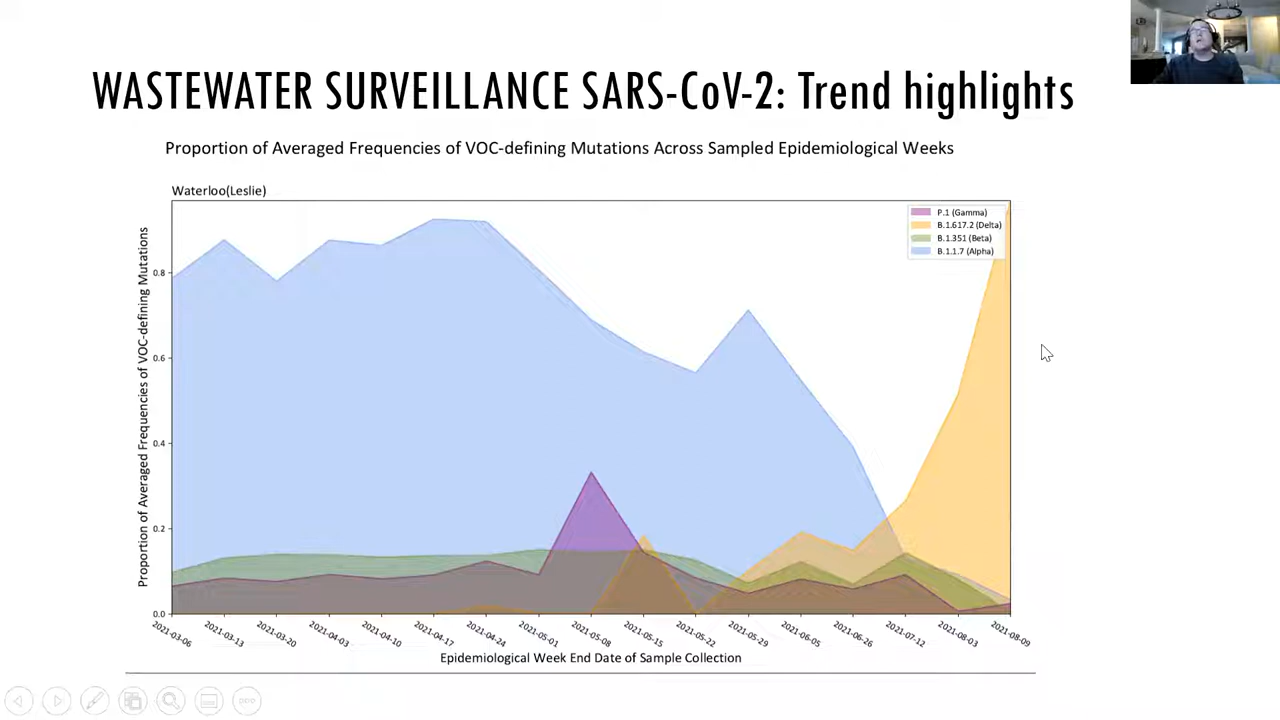 WASTEWATER SURVEILLANCE SARS-CoV-2: Trend highlights
Proportion of Averaged Frequencies of VOC-defining Mutations Across Sampled Epidemiological Weeks
Waterloo(Leslie)
P.1 (Gamma)
B.1.617.2 (Delta)
B.1.351 (Beta)
B.1.1.7 (Alpha)
Proportion of Averaged Frequencies of VOC-defining Mutations
0.8
0.6
0.4
0.2
0.0
2021-03-06
2021-03-13
2021-03-20
2021-04-03
2021-04-10
2021-04-17
2021-04-24
2021-05-01
2021-05-08
2021-05-15
2021-05-22
2021-05-29
2021-06-05
2021-06-26
2021-07-12
2021-08-03
2021-08-09
Epidemiological Week End Date of Sample Collection